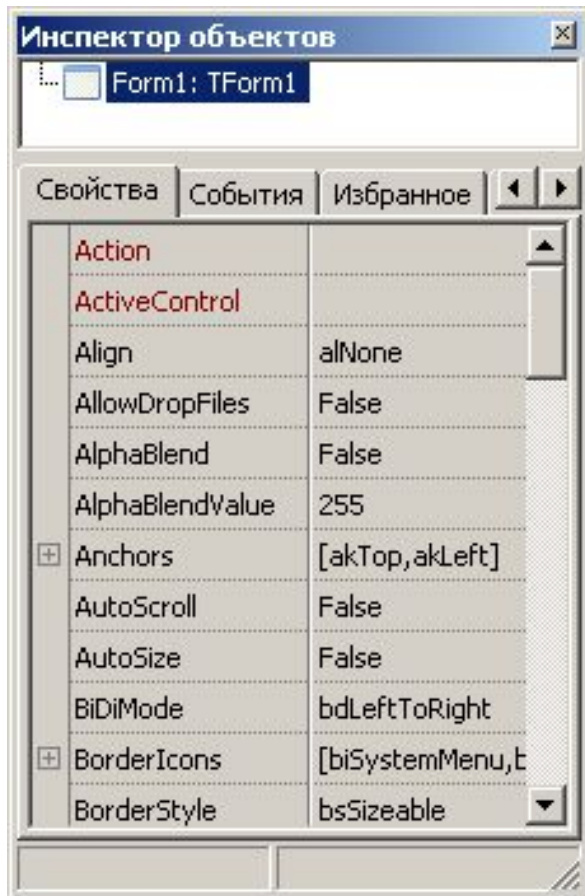 Инспектор объектов
Form1: TForm1
Свойства События Избранное
Action
ActiveControl
Align alNone
AllowDropFiles False
AlphaBlend False
AlphaBlendValue 255
Anchors [akTop,akLeft]
AutoScroll False
AutoSize False
BiDiMode bdLeftToRight
BorderIcons [biSystemMenu,b
BorderStyle bsSizeable